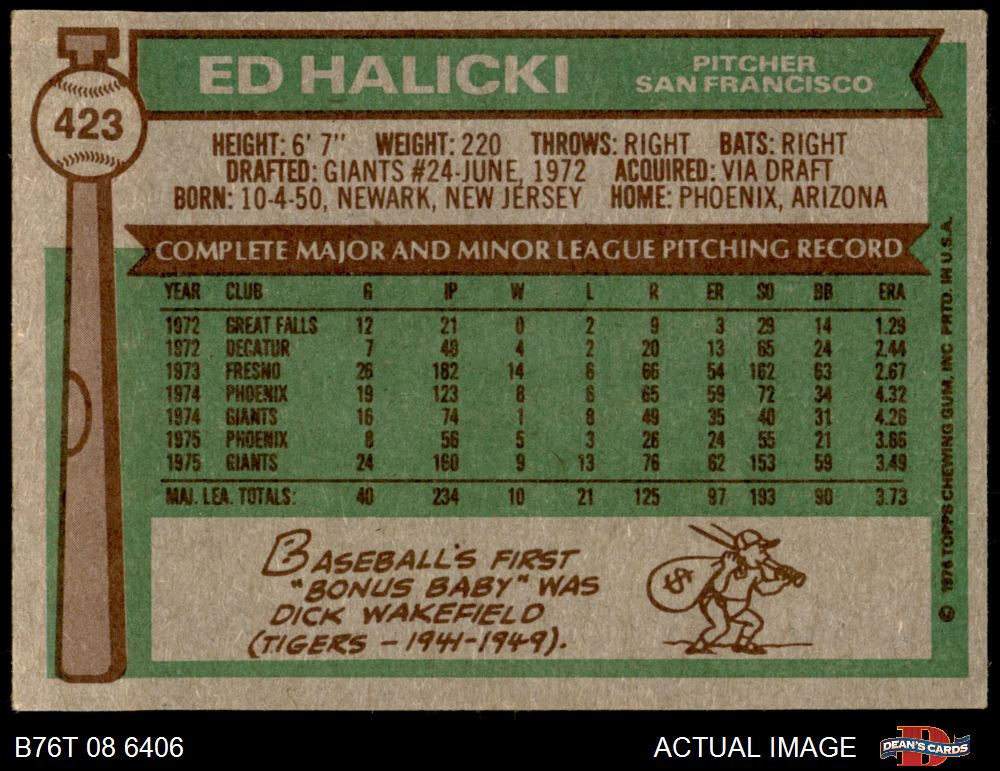 423
ED HALICKI
PITCHER
SAN FRANCISCO
HEIGHT: 6' 7" WEIGHT: 220 THROWS: RIGHT BATS: RIGHT
DRAFTED: GIANTS #24-JUNE, 1972 ACQUIRED: VIA DRAFT
BORN: 10-4-50, NEWARK, NEW JERSEY HOME: PHOENIX, ARIZONA
COMPLETE MAJOR AND MINOR LEAGUE PITCHING RECORD
YEAR CLUB G IP W L R ER SO BB ERA
1972 GREAT FALLS 12 21 0 2 9 3 29 14 1.29
1972 DECATUR 7 48 4 2 20 13 65 24 2.44
1973 FRESNO 26 182 14 6 66 54 162 63 2.67
1974 PHOENIX 19 123 8 6 65 59 72 34 4.32
1974 GIANTS 16 74 1 8 49 35 40 31 4.26
1975 PHOENIX 8 56 5 3 26 24 55 21 3.86
1975 GIANTS 24 160 9 13 76 62 153 59 3.49
MAJ. LEA. TOTALS: 40 234 10 21 125 97 193 90 3.73
BASEBALL'S FIRST
"BONUS BABY" WAS
DICK WAKEFIELD
(TIGERS - 1941-1949).
$
© 1976 TOPPS CHEWING GUM, INC PRTD. IN U.S.A.
B76T 08 6406
ACTUAL IMAGE
DEAN'S CARDS